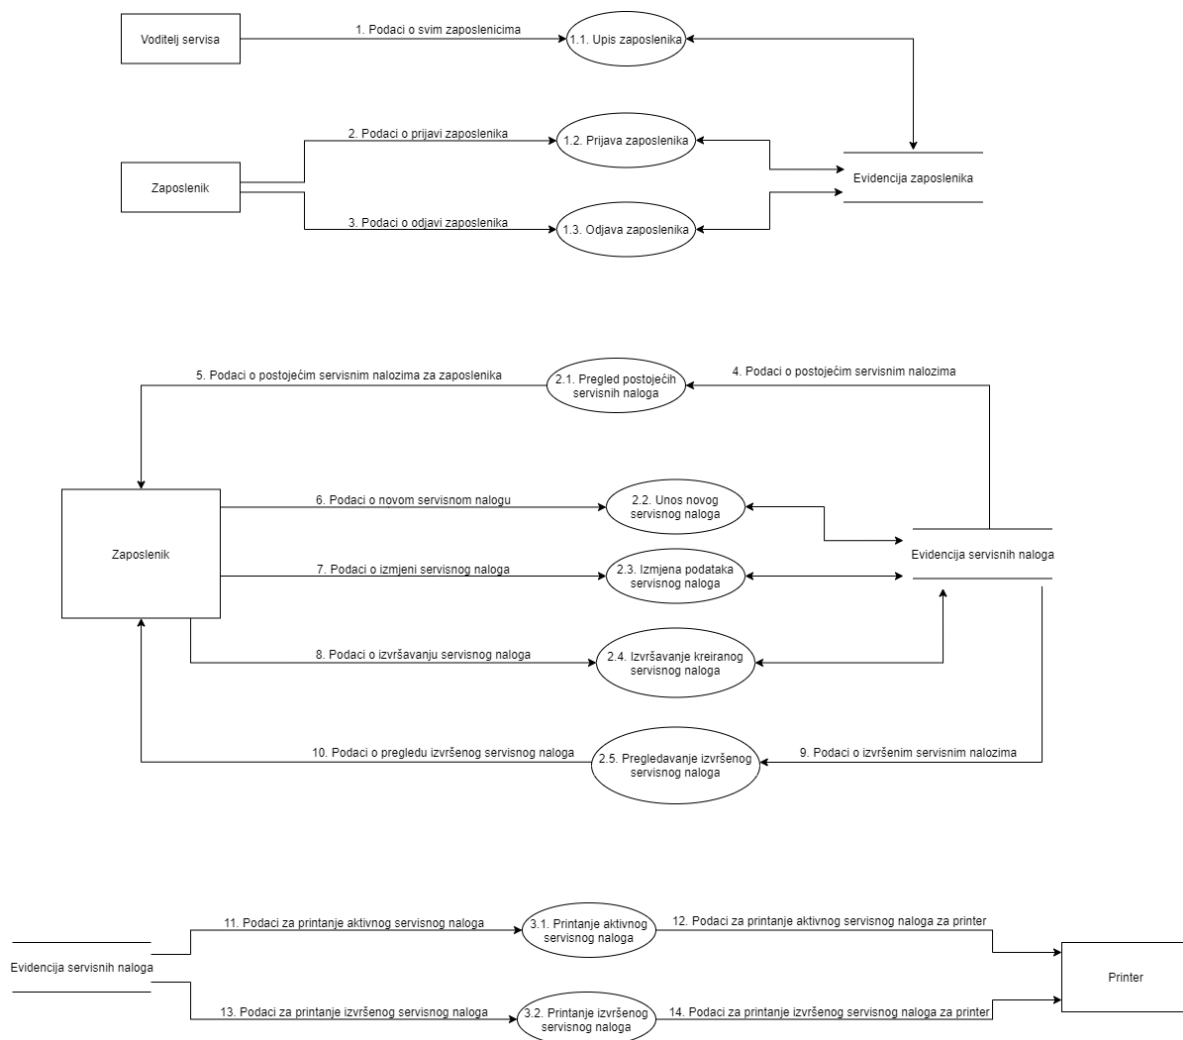 1. Podaci o svim zaposlenicima
Voditelj servisa
1.1. Upis zaposlenika
2. Podaci o prijavi zaposlenika
1.2. Prijava zaposlenika
Zaposlenik
Evidencija zaposlenika
3. Podaci o odjavi zaposlenika
1.3. Odjava zaposlenika
5. Podaci o postojećim servisnim nalozima za zaposlenika
2.1. Pregled postojećih
servisnih naloga
4. Podaci o postojećim servisnim nalozima
6. Podaci o novom servisnom nalogu
2.2. Unos novog
servisnog naloga
Zaposlenik
Evidencija servisnih naloga
7. Podaci o izmjeni servisnog naloga
2.3. Izmjena podataka
servisnog naloga
8. Podaci o izvršavanju servisnog naloga
2.4. Izvršavanje kreiranog
servisnog naloga
10. Podaci o pregledu izvršenog servisnog naloga
2.5. Pregledavanje izvršenog
servisnog naloga
9. Podaci o izvršenim servisnim nalozima
11. Podaci za printanje aktivnog servisnog naloga
3.1. Printanje aktivnog
servisnog naloga
12. Podaci za printanje aktivnog servisnog naloga za printer
Evidencija servisnih naloga
Printer
13. Podaci za printanje izvršenog servisnog naloga
3.2. Printanje izvršenog
servisnog naloga
14. Podaci za printanje izvršenog servisnog naloga za printer